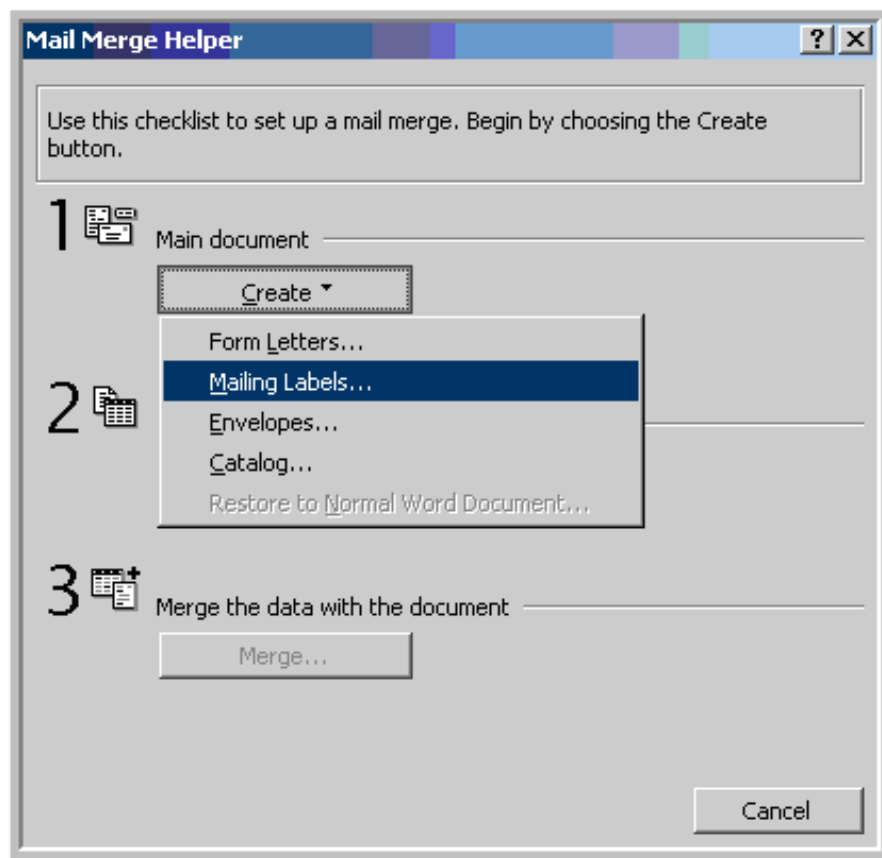 Mail Merge Helper
?
Use this checklist to set up a mail merge. Begin by choosing the Create
button.
1
Main document
Create
Form Letters...
Mailing Labels...
2
Envelopes...
Catalog...
Restore to Normal Word Document...
3
Merge the data with the document
Merge...
Cancel